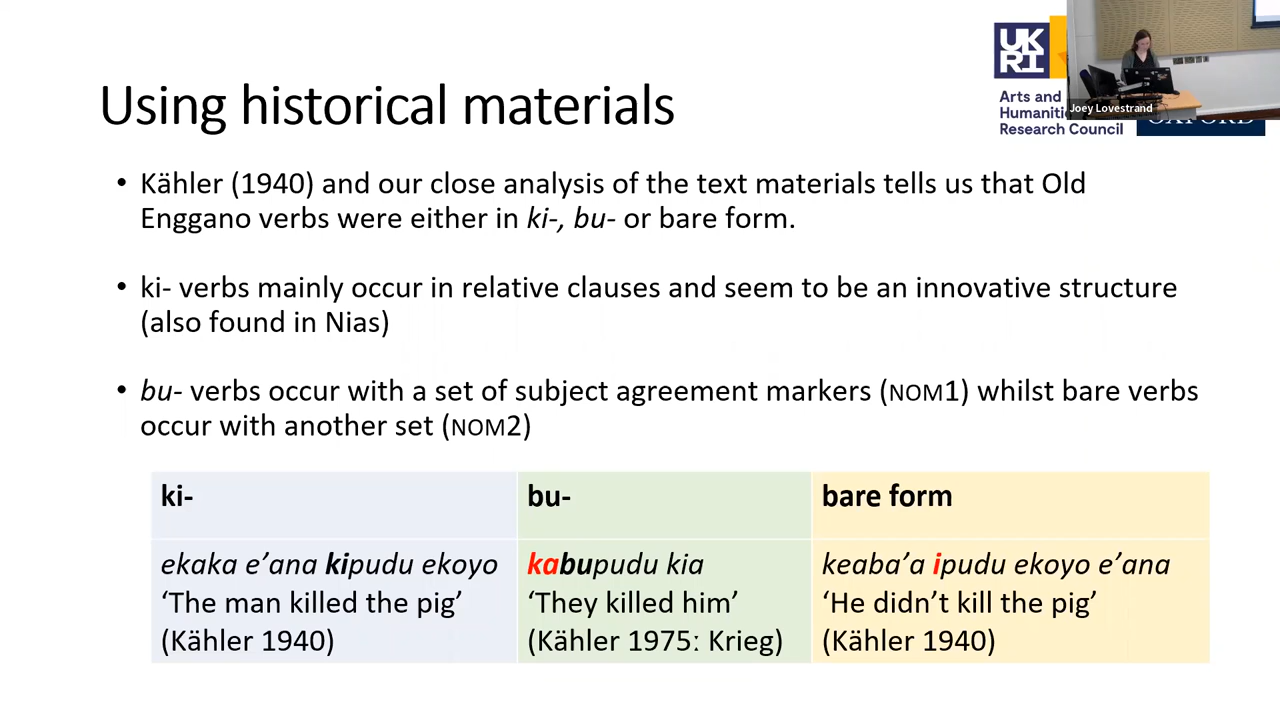 Using historical materials
UK
RI
Arts and
Humaniti
Research Council
Joey Lovestrand
OXFORD
• Kähler (1940) and our close analysis of the text materials tells us that Old
Enggano verbs were either in ki-, bu- or bare form.
• ki- verbs mainly occur in relative clauses and seem to be an innovative structure
(also found in Nias)
• bu- verbs occur with a set of subject agreement markers (NOM1) whilst bare verbs
occur with another set (NOM2)
ki-
ekaka e’ana kipudu ekoyo
‘The man killed the pig’
(Kähler 1940)
bu-
kabupudu kia
‘They killed him’
(Kähler 1975: Krieg)
bare form
keaba’a ipudu ekoyo e’ana
‘He didn’t kill the pig’
(Kähler 1940)